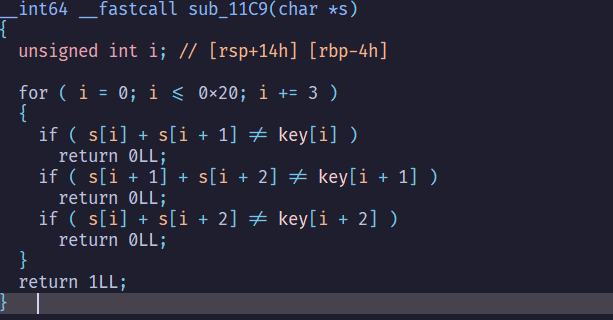 __int64 __fastcall sub_11C9(char *s)
{
  unsigned int i; // [rsp+14h] [rbp-4h]

  for ( i = 0; i <= 0x20; i += 3 )
  {
    if ( s[i] + s[i + 1] != key[i] )
      return 0LL;
    if ( s[i + 1] + s[i + 2] != key[i + 1] )
      return 0LL;
    if ( s[i] + s[i + 2] != key[i + 2] )
      return 0LL;
  }
  return 1LL;
}